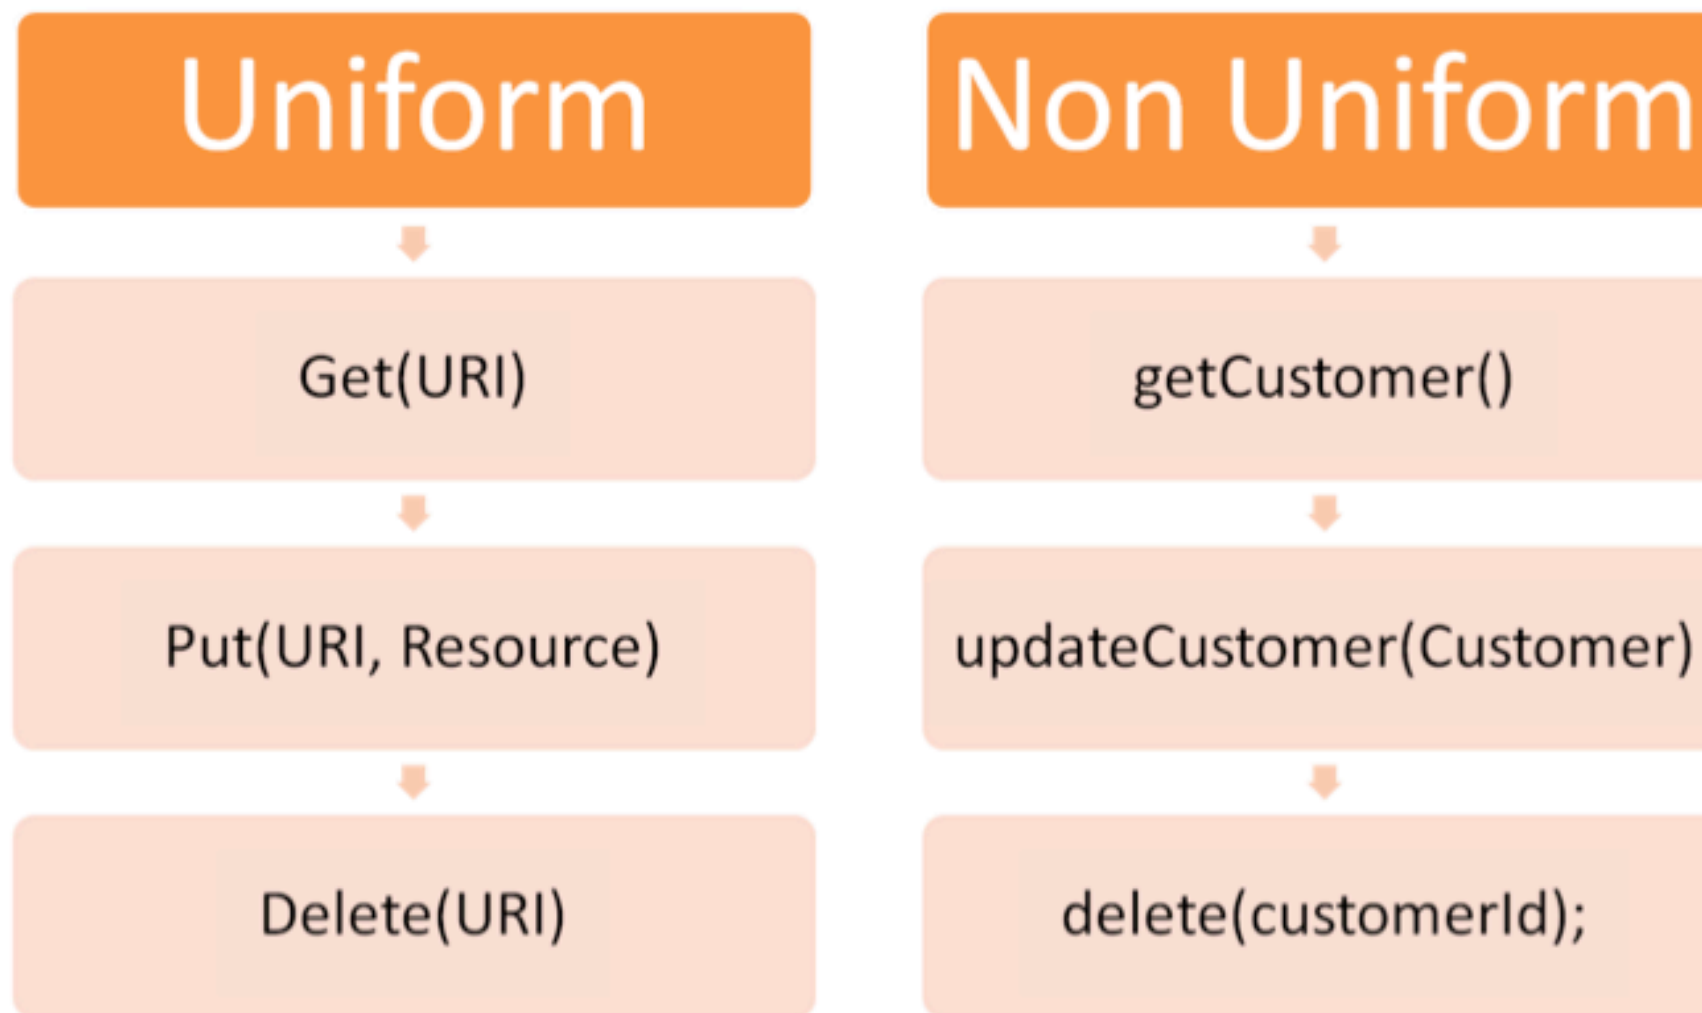 Uniform
Get(URI)
Put(URI, Resource)
Delete(URI)
Non Uniform
getCustomer()
updateCustomer(Customer)
delete(customerId);